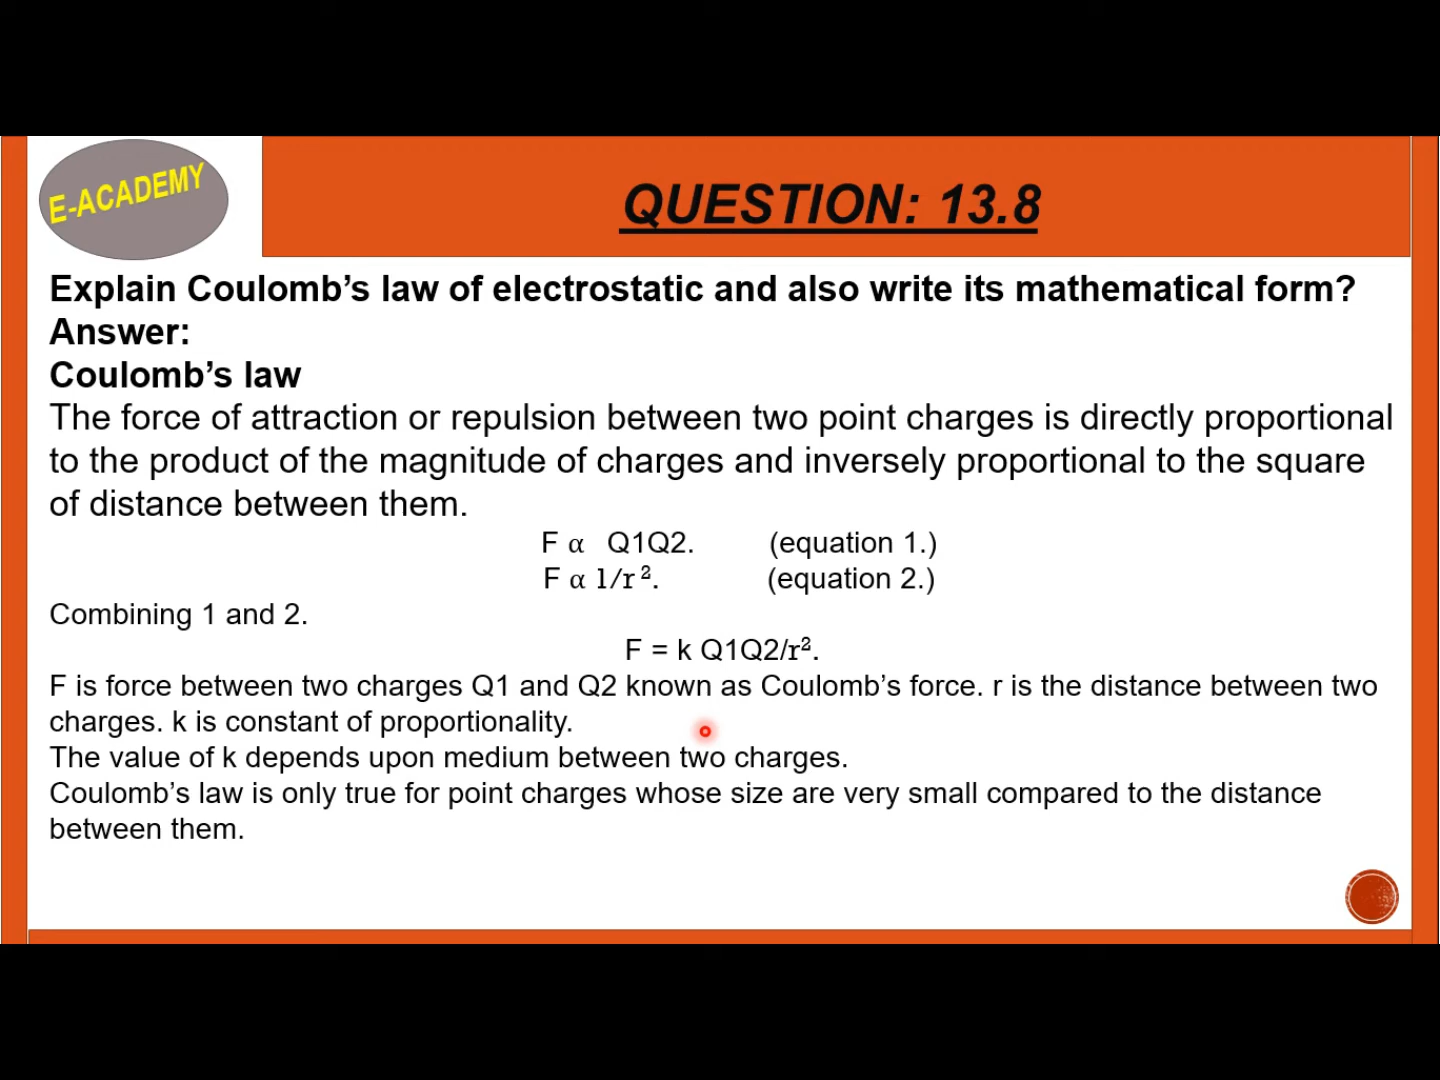 E-ACADEMY
QUESTION: 13.8
Explain Coulomb’s law of electrostatic and also write its mathematical form?
Answer:
Coulomb’s law
The force of attraction or repulsion between two point charges is directly proportional
to the product of the magnitude of charges and inversely proportional to the square
of distance between them.
F α Q1Q2. (equation 1.)
F α 1/r ². (equation 2.)
Combining 1 and 2.
F = k Q1Q2/r².
F is force between two charges Q1 and Q2 known as Coulomb’s force. r is the distance between two
charges. k is constant of proportionality.
The value of k depends upon medium between two charges.
Coulomb’s law is only true for point charges whose size are very small compared to the distance
between them.